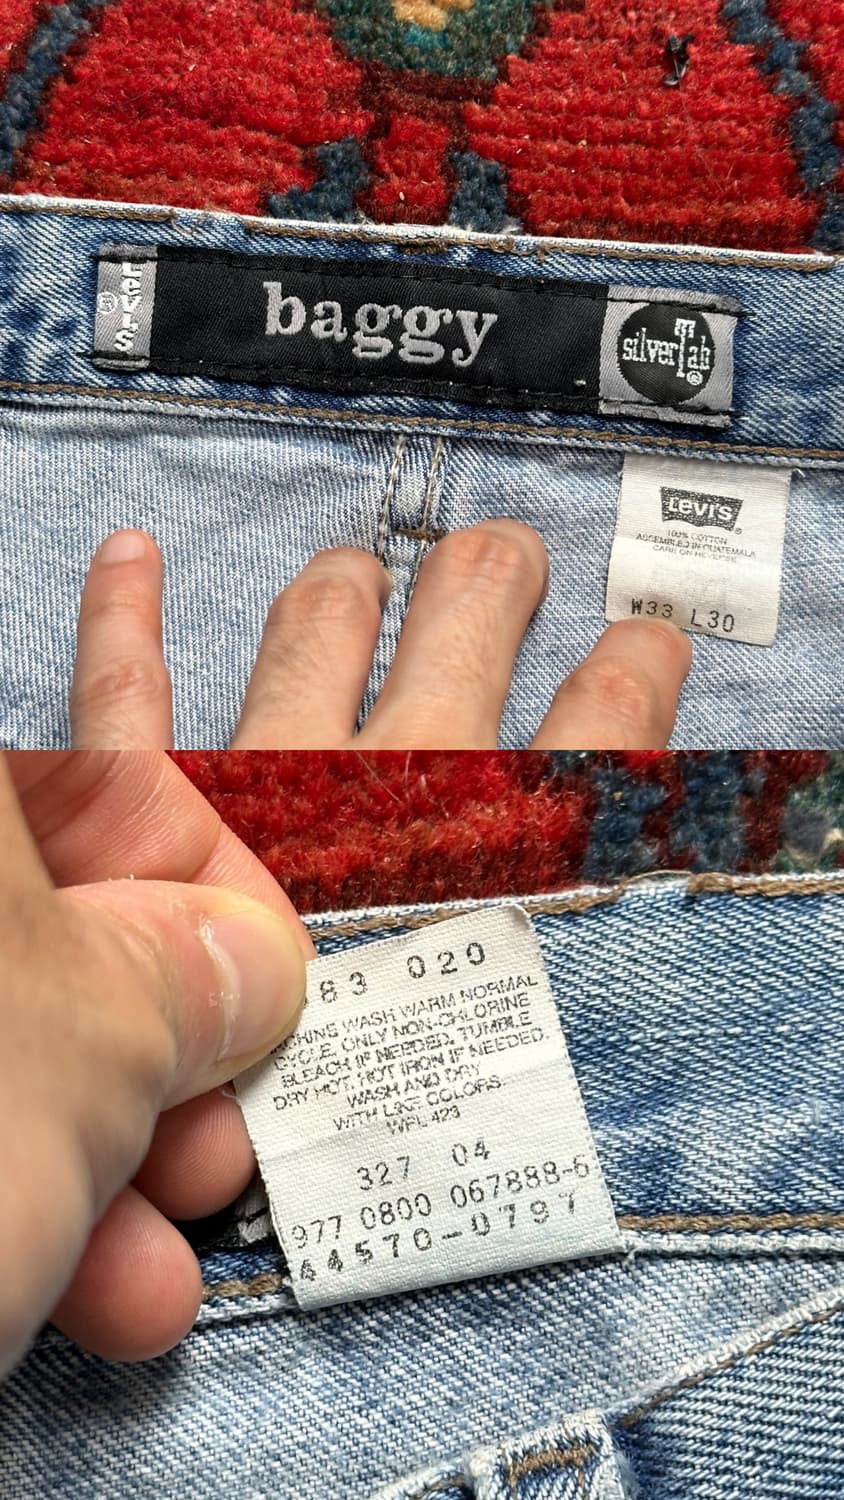 LEVI'S
®
baggy
silverTab
®
LEVI'S
®
100% COTTON
ASSEMBLED IN GUATEMALA
CARE ON REVERSE
W33 L30
83 020
MACHINE WASH WARM NORMAL
CYCLE. ONLY NON-CHLORINE
BLEACH IF NEEDED. TUMBLE
DRY HOT. HOT IRON IF NEEDED.
WASH AND DRY
WITH LIKE COLORS.
WPL 423
327 04
977 0800 067888-6
44570-0797